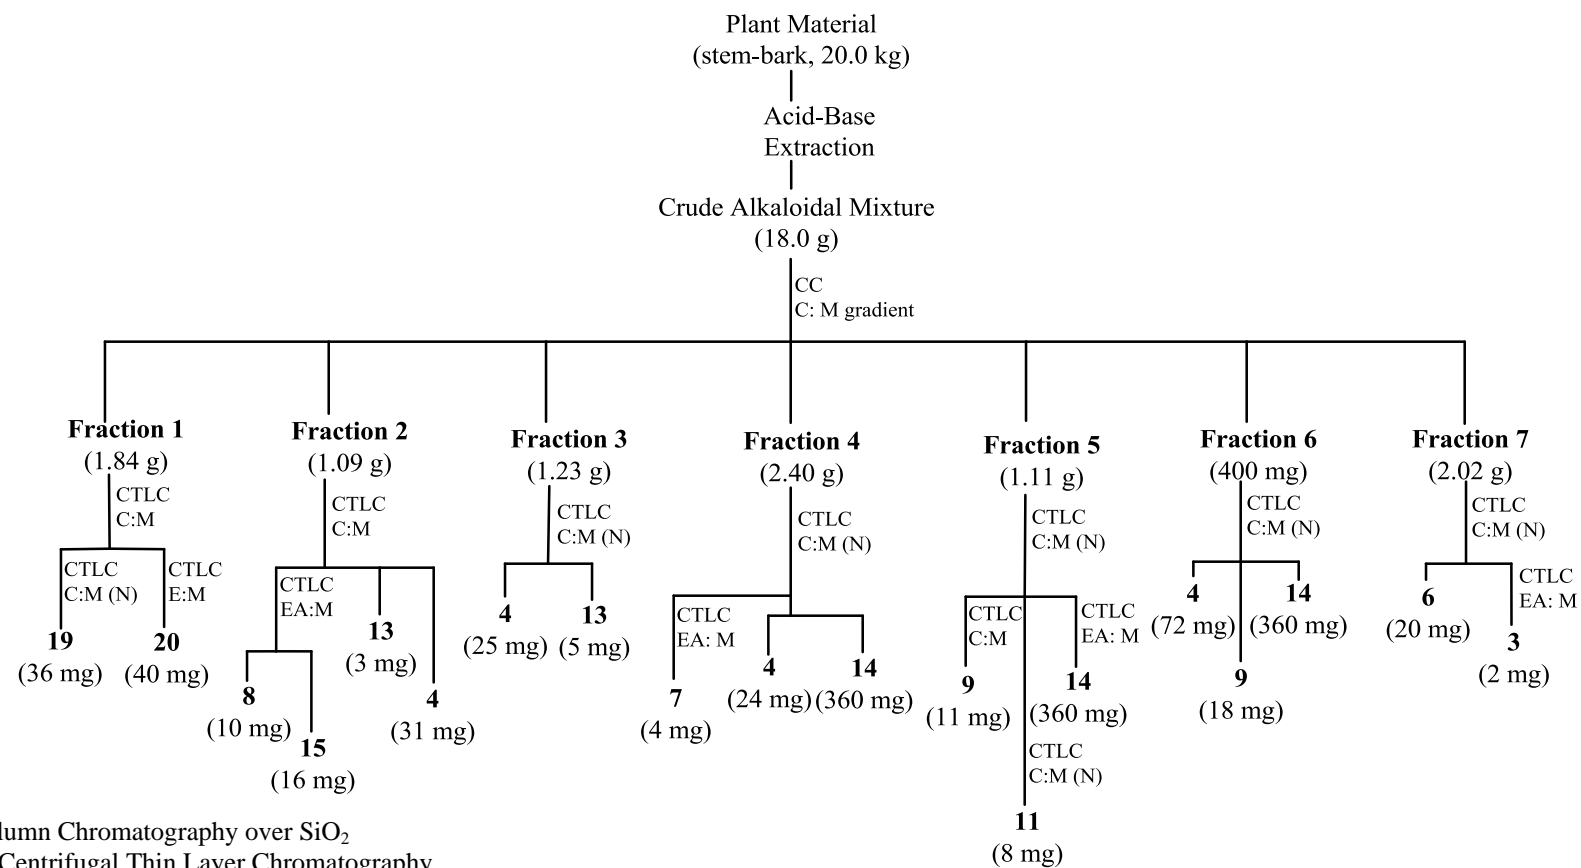 Plant Material
(stem-bark, 20.0 kg)
Acid-Base
Extraction
Crude Alkaloidal Mixture
(18.0 g)
CC
C: M gradient
Fraction 1
(1.84 g)
CTLC
C:M
CTLC
C:M (N)
19
(36 mg)
CTLC
E:M
20
(40 mg)
Fraction 2
(1.09 g)
CTLC
C:M
CTLC
EA:M
8
(10 mg)
15
(16 mg)
13
(3 mg)
4
(31 mg)
Fraction 3
(1.23 g)
CTLC
C:M (N)
4
(25 mg)
13
(5 mg)
Fraction 4
(2.40 g)
CTLC
C:M (N)
CTLC
EA: M
7
(4 mg)
4
(24 mg)
14
(360 mg)
Fraction 5
(1.11 g)
CTLC
C:M (N)
CTLC
C:M
9
(11 mg)
CTLC
EA: M
14
(360 mg)
CTLC
C:M (N)
11
(8 mg)
Fraction 6
(400 mg)
CTLC
C:M (N)
4
(72 mg)
14
(360 mg)
9
(18 mg)
Fraction 7
(2.02 g)
CTLC
C:M (N)
6
(20 mg)
CTLC
EA: M
3
(2 mg)
lumn Chromatography over SiO₂
Centrifugal Thin Layer Chromatography